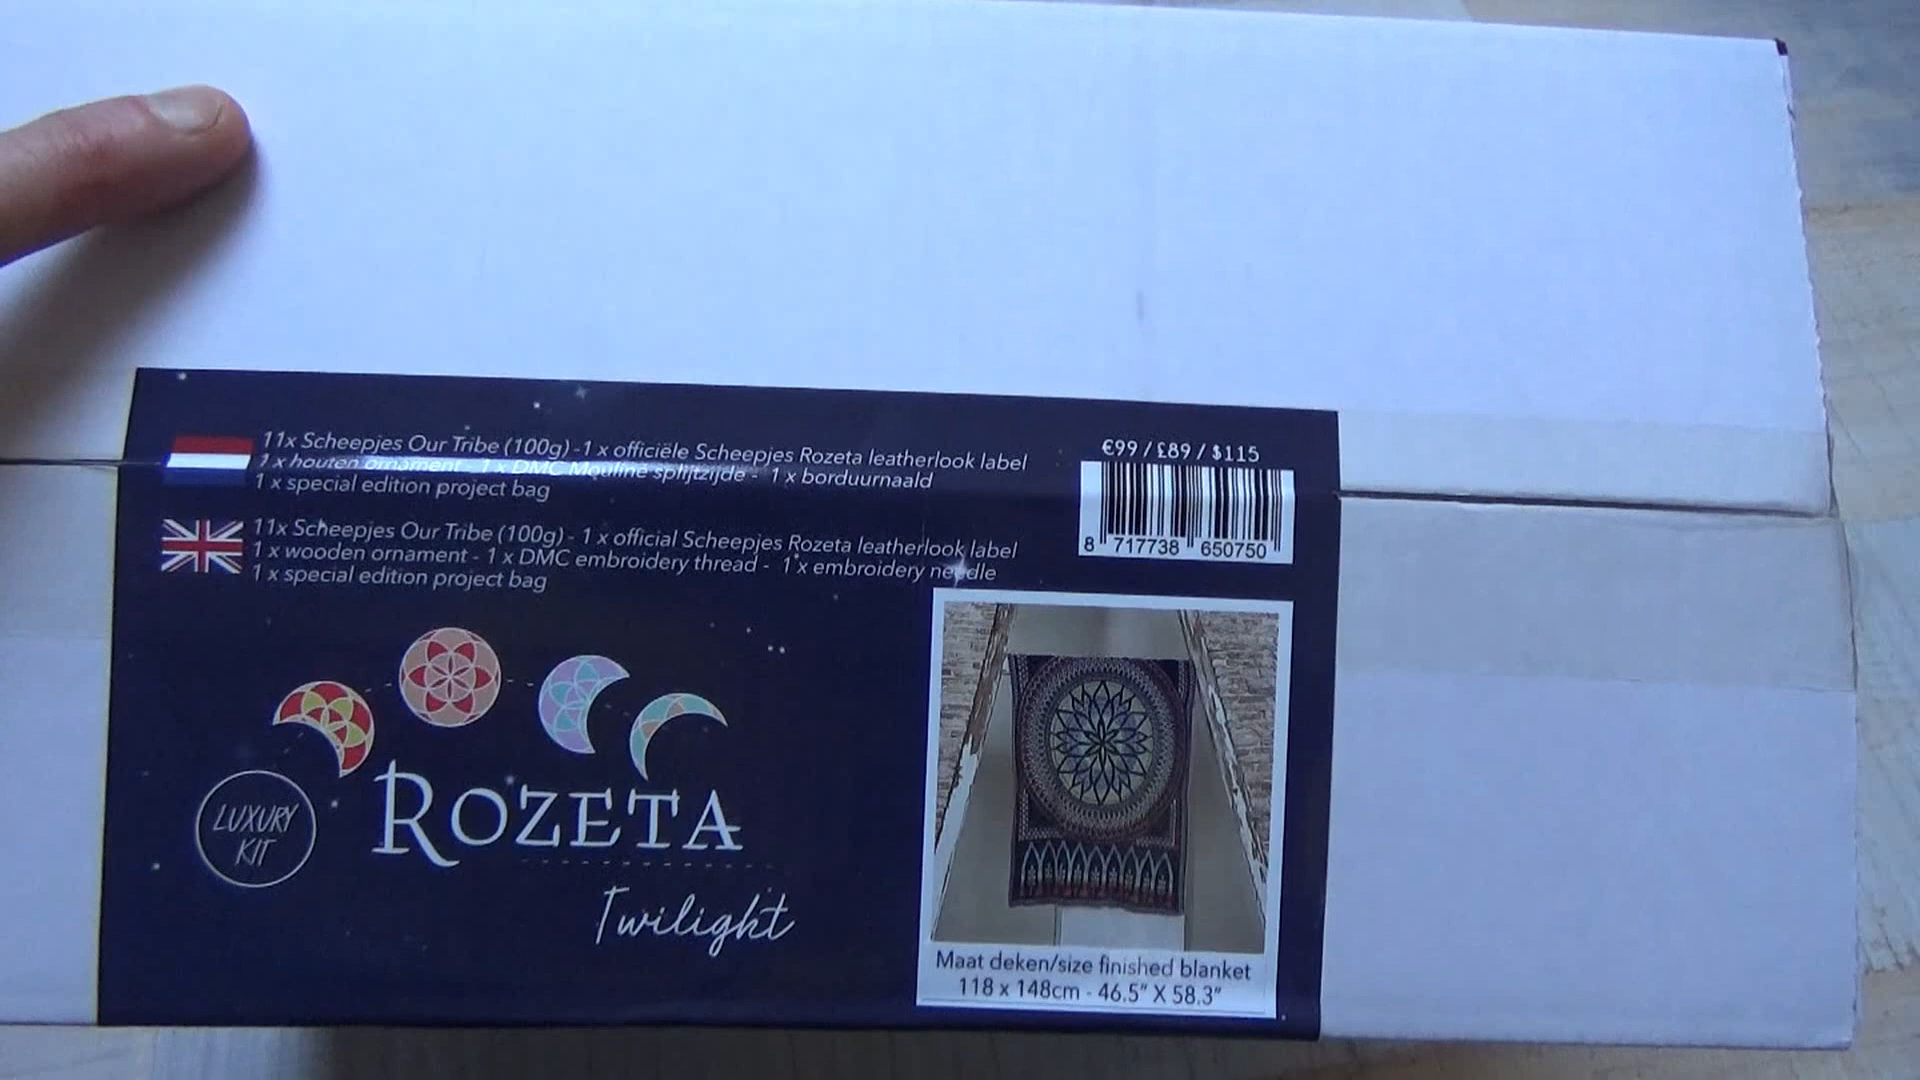 11x Scheepjes Our Tribe (100g) -1 x officiële Scheepjes Rozeta leatherlook label
1 x houten ornament - 1 x DMC Mouliné splijtzijde - 1 x borduurnaald
1 x special edition project bag
€99 / £89 / $115
8 717738 650750
11x Scheepjes Our Tribe (100g) - 1 x official Scheepjes Rozeta leatherlook label
1 x wooden ornament - 1 x DMC embroidery thread - 1 x embroidery needle
1 x special edition project bag
LUXURY
KIT
ROZETA
Twilight
Maat deken/size finished blanket
118 x 148cm - 46.5" X 58.3"